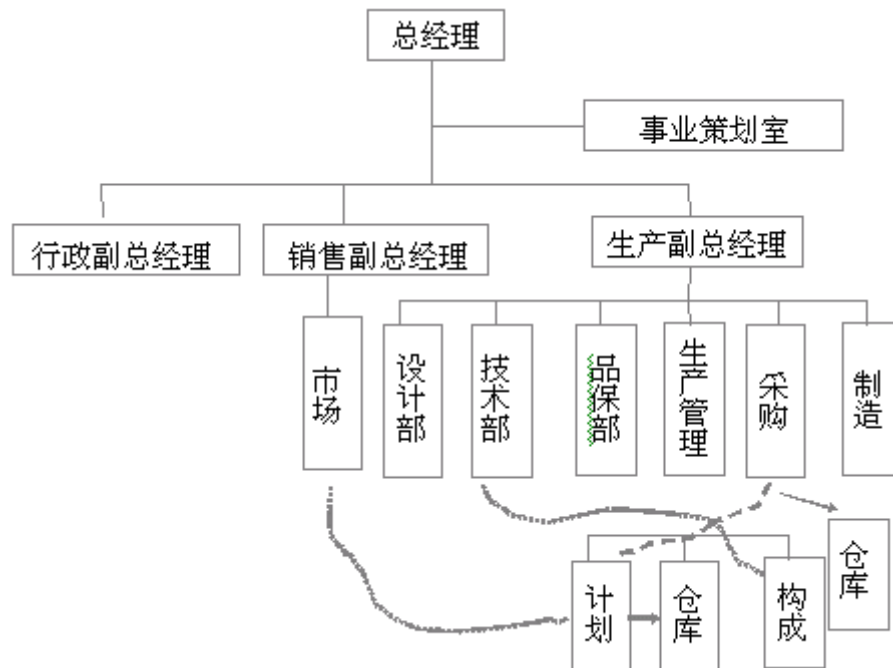 总经理
事业策划室
行政副总经理
销售副总经理
生产副总经理
市场
设计部
技术部
品保部
生产管理
采购
制造
计划
仓库
构成
仓库